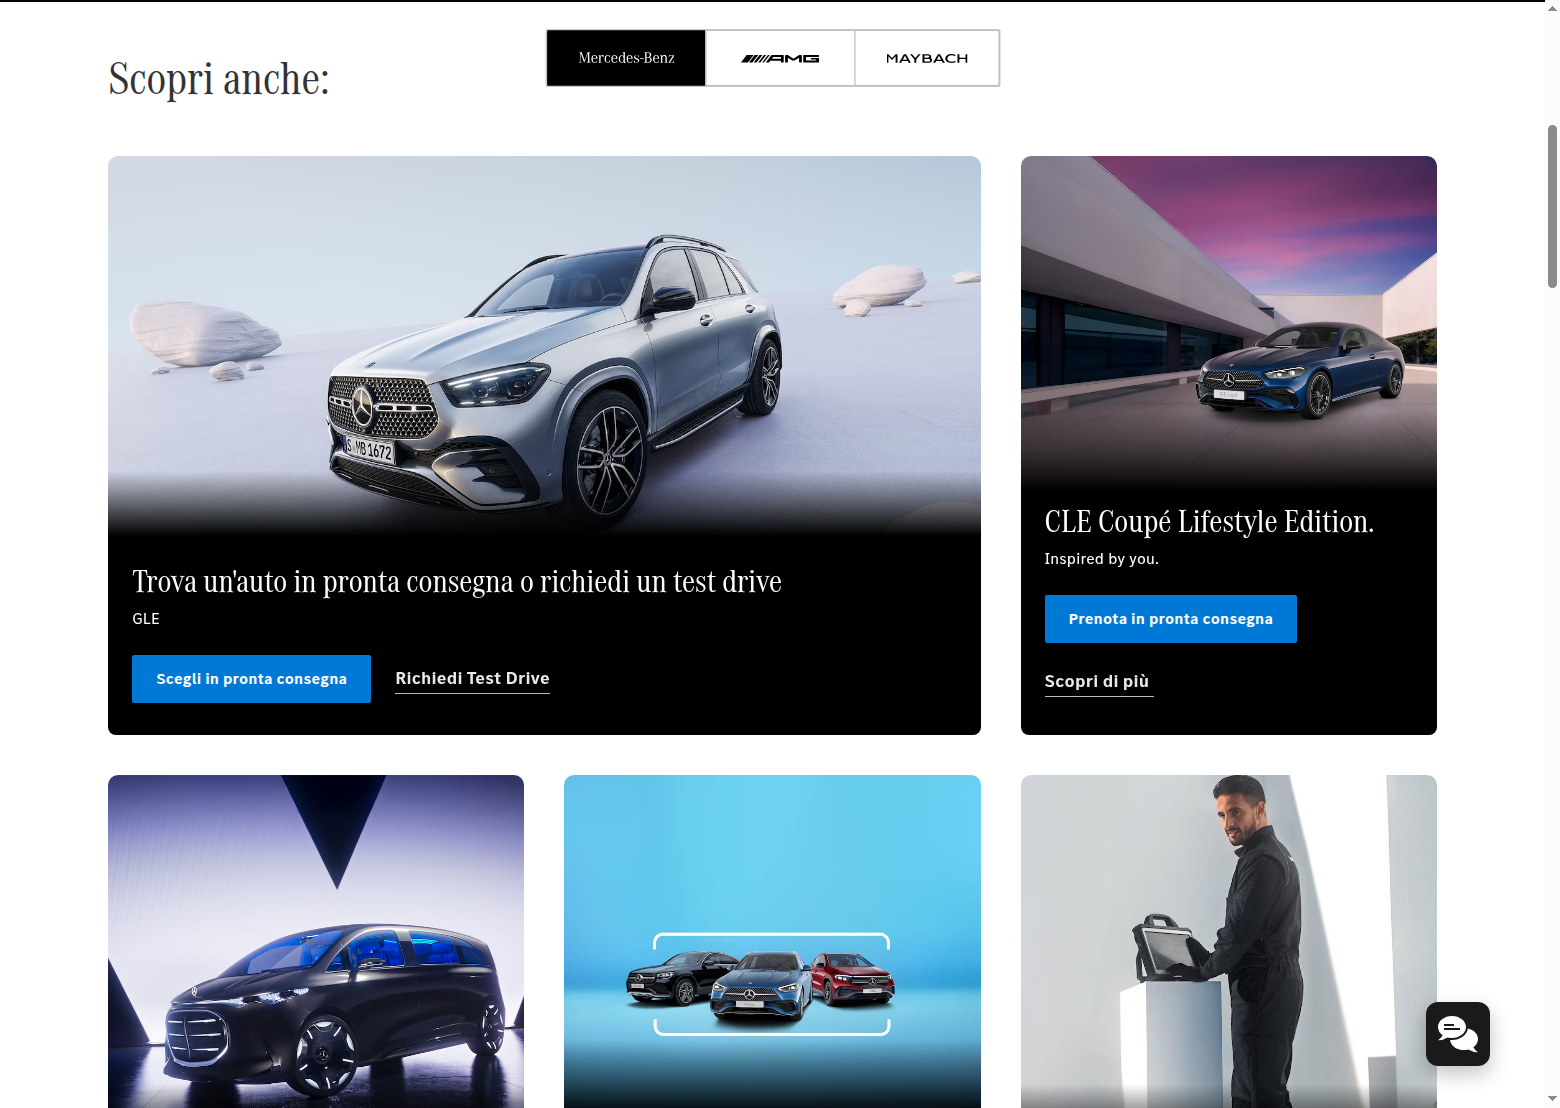 Scopri anche:
Mercedes-Benz
AMG
MAYBACH
S MB 1672
Trova un'auto in pronta consegna o richiedi un test drive
GLE
Scegli in pronta consegna
Richiedi Test Drive
CLE Coupé Lifestyle Edition.
Inspired by you.
Prenota in pronta consegna
Scopri di più